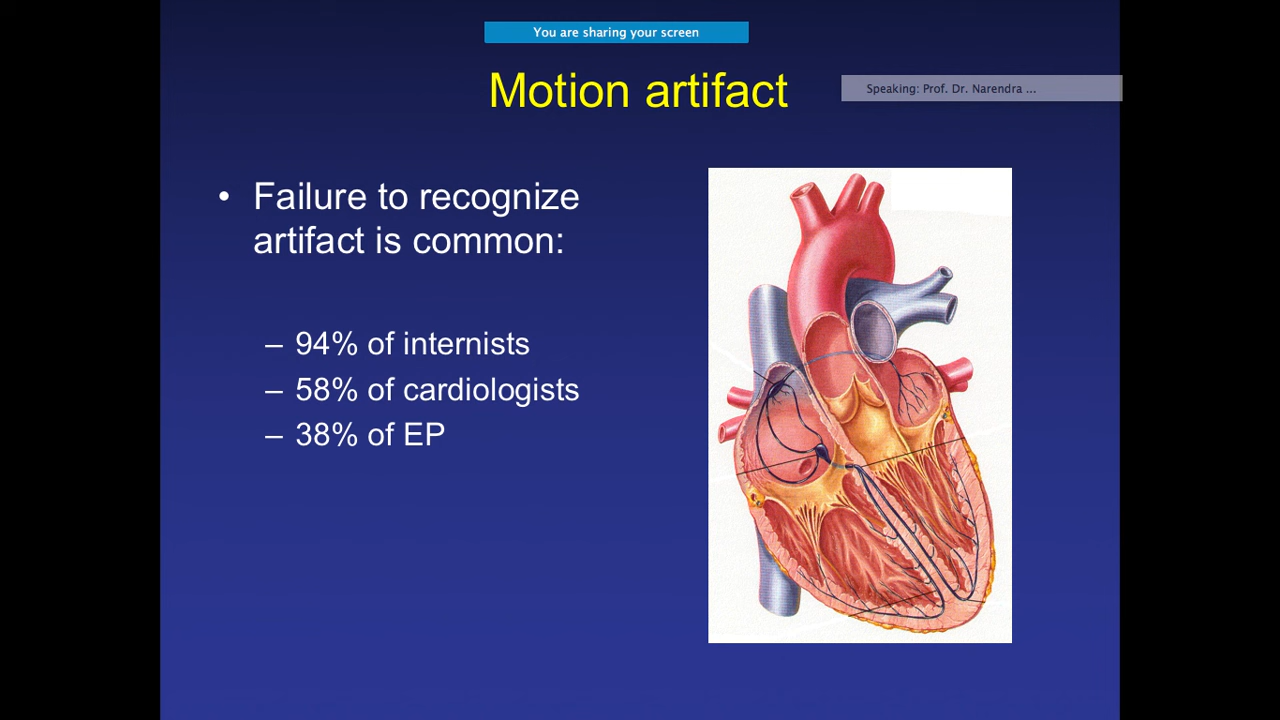 You are sharing your screen
Motion artifact
Speaking: Prof. Dr. Narendra ...
• Failure to recognize
artifact is common:
– 94% of internists
– 58% of cardiologists
– 38% of EP